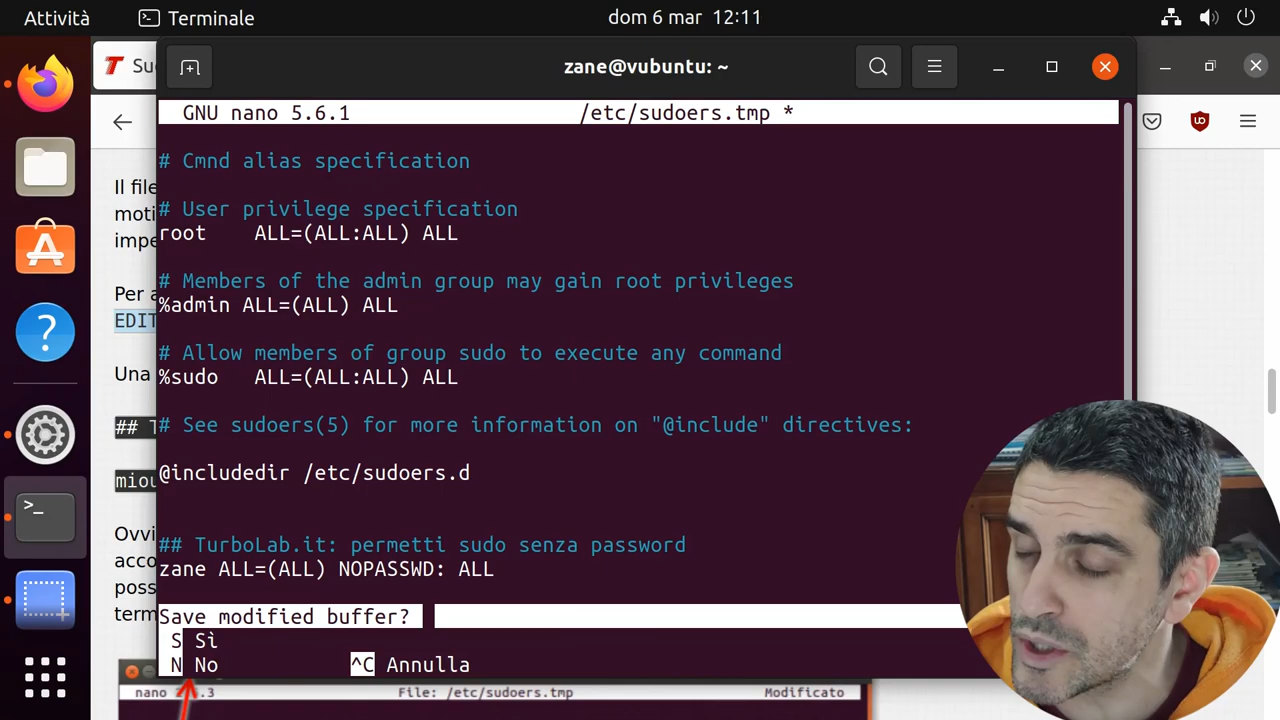 Attività
Terminale
dom 6 mar 12:11
Su
zane@vubuntu: ~
GNU nano 5.6.1 /etc/sudoers.tmp *
# Cmnd alias specification
Il file
moti
# User privilege specification
root ALL=(ALL:ALL) ALL
impe
# Members of the admin group may gain root privileges
Per a
%admin ALL=(ALL) ALL
EDIT
# Allow members of group sudo to execute any command
Una
%sudo ALL=(ALL:ALL) ALL
## T
# See sudoers(5) for more information on "@include" directives:
@includedir /etc/sudoers.d
miou
Ovvi
## TurboLab.it: permetti sudo senza password
acco
zane ALL=(ALL) NOPASSWD: ALL
poss
term
Save modified buffer?
S Sì
N No ^C Annulla
nano File: /etc/sudoers.tmp Modificato